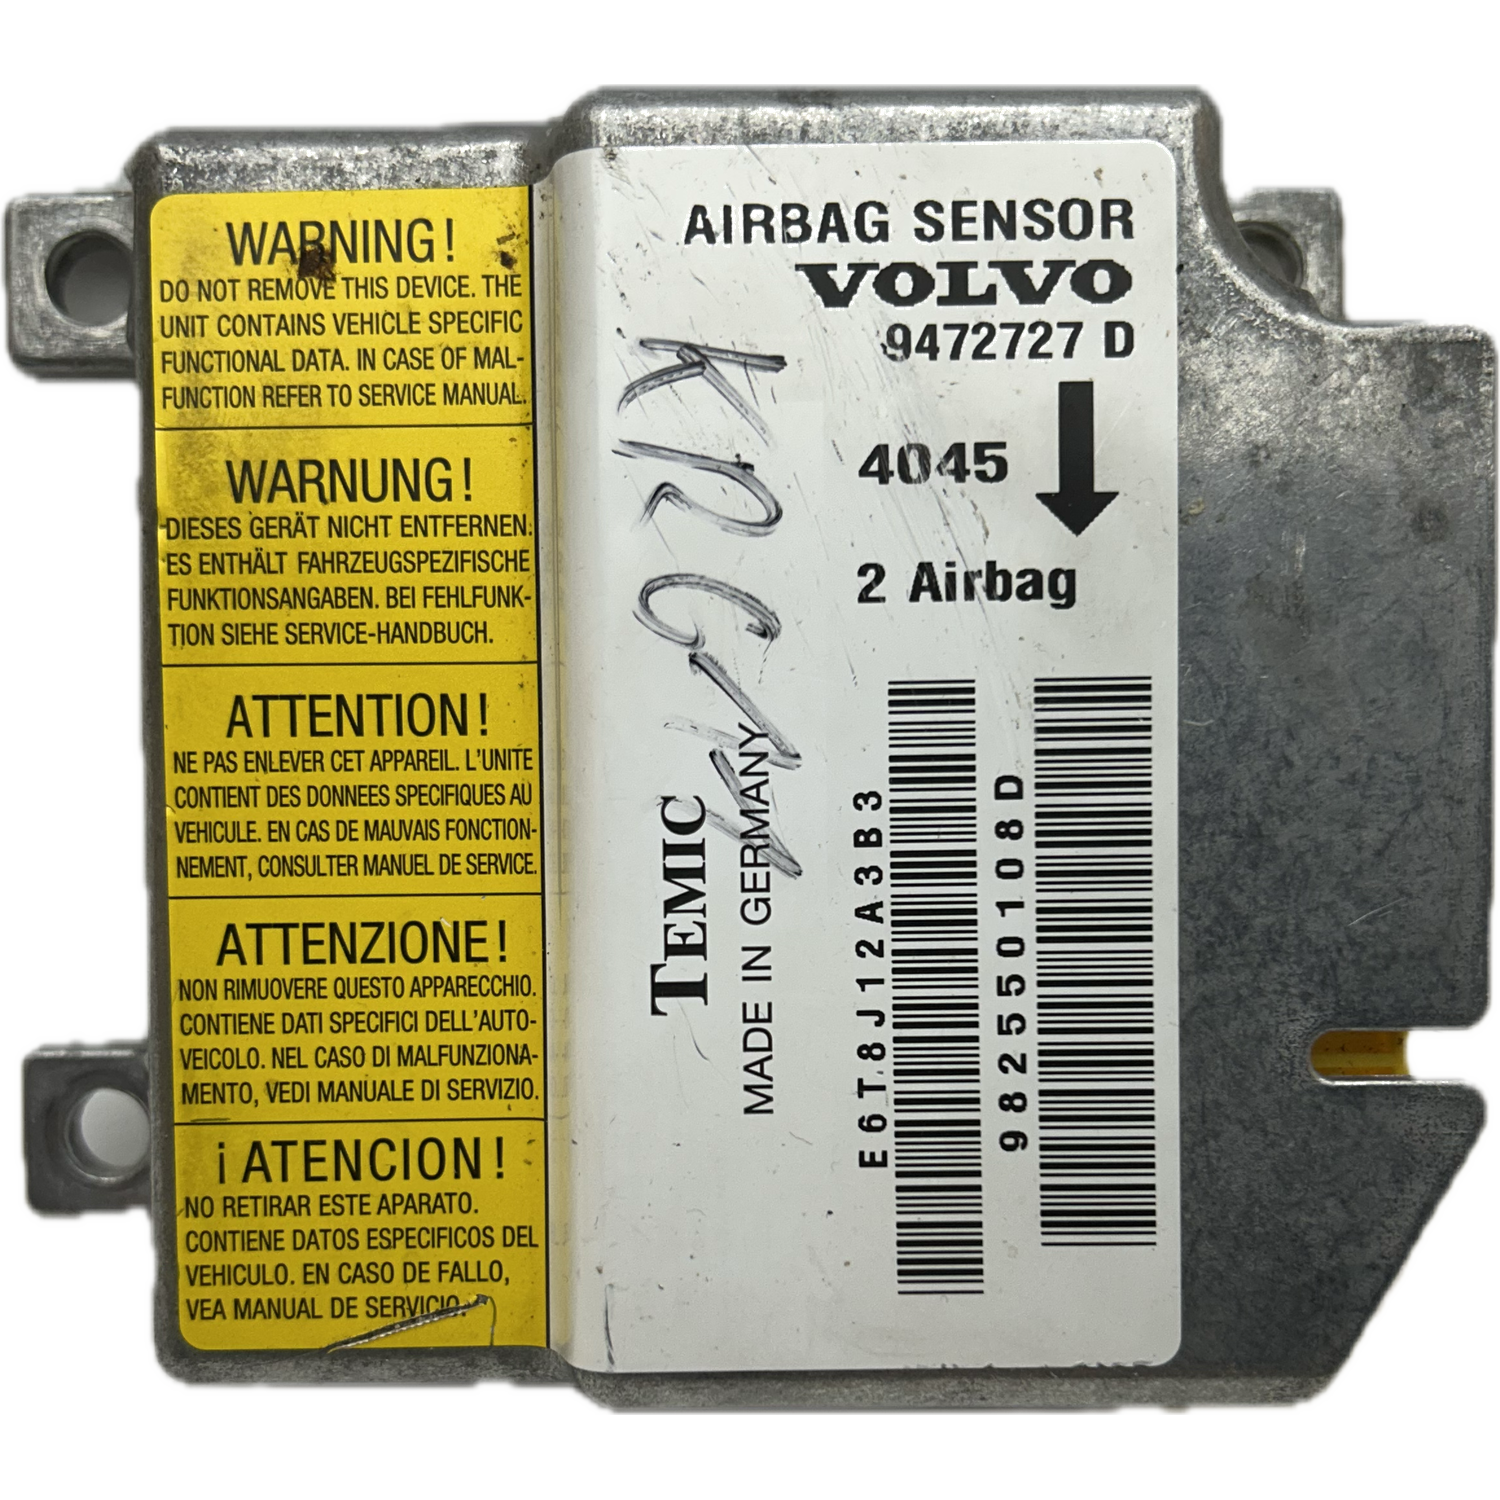 WARNING!
DO NOT REMOVE THIS DEVICE. THE
UNIT CONTAINS VEHICLE SPECIFIC
FUNCTIONAL DATA. IN CASE OF MAL-
FUNCTION REFER TO SERVICE MANUAL.
WARNUNG!
DIESES GERÄT NICHT ENTFERNEN.
ES ENTHÄLT FAHRZEUGSPEZIFISCHE
FUNKTIONSANGABEN. BEI FEHLFUNK-
TION SIEHE SERVICE-HANDBUCH.
ATTENTION!
NE PAS ENLEVER CET APPAREIL. L'UNITE
CONTIENT DES DONNEES SPECIFIQUES AU
VEHICULE. EN CAS DE MAUVAIS FONCTION-
NEMENT, CONSULTER MANUEL DE SERVICE.
ATTENZIONE!
NON RIMUOVERE QUESTO APPARECCHIO.
CONTIENE DATI SPECIFICI DELL'AUTO-
VEICOLO. NEL CASO DI MALFUNZIONA-
MENTO, VEDI MANUALE DI SERVIZIO.
¡ATENCION!
NO RETIRAR ESTE APARATO.
CONTIENE DATOS ESPECIFICOS DEL
VEHICULO. EN CASO DE FALLO,
VEA MANUAL DE SERVICIO.
AIRBAG SENSOR
VOLVO
9472727 D
4045
2 Airbag
TEMIC
MADE IN GERMANY
E6T8J12A3B3
982550108D